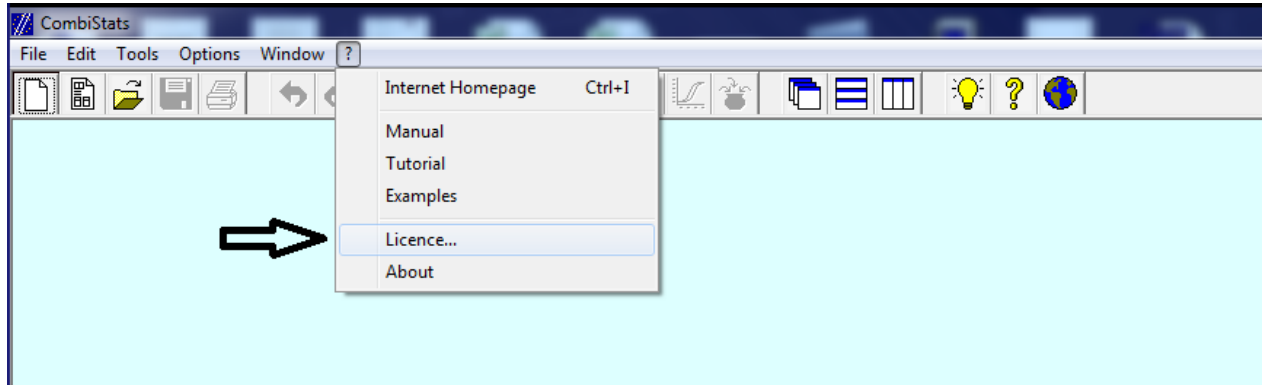 CombiStats
File Edit Tools Options Window ?
Internet Homepage Ctrl+I
Manual
Tutorial
Examples
Licence...
About